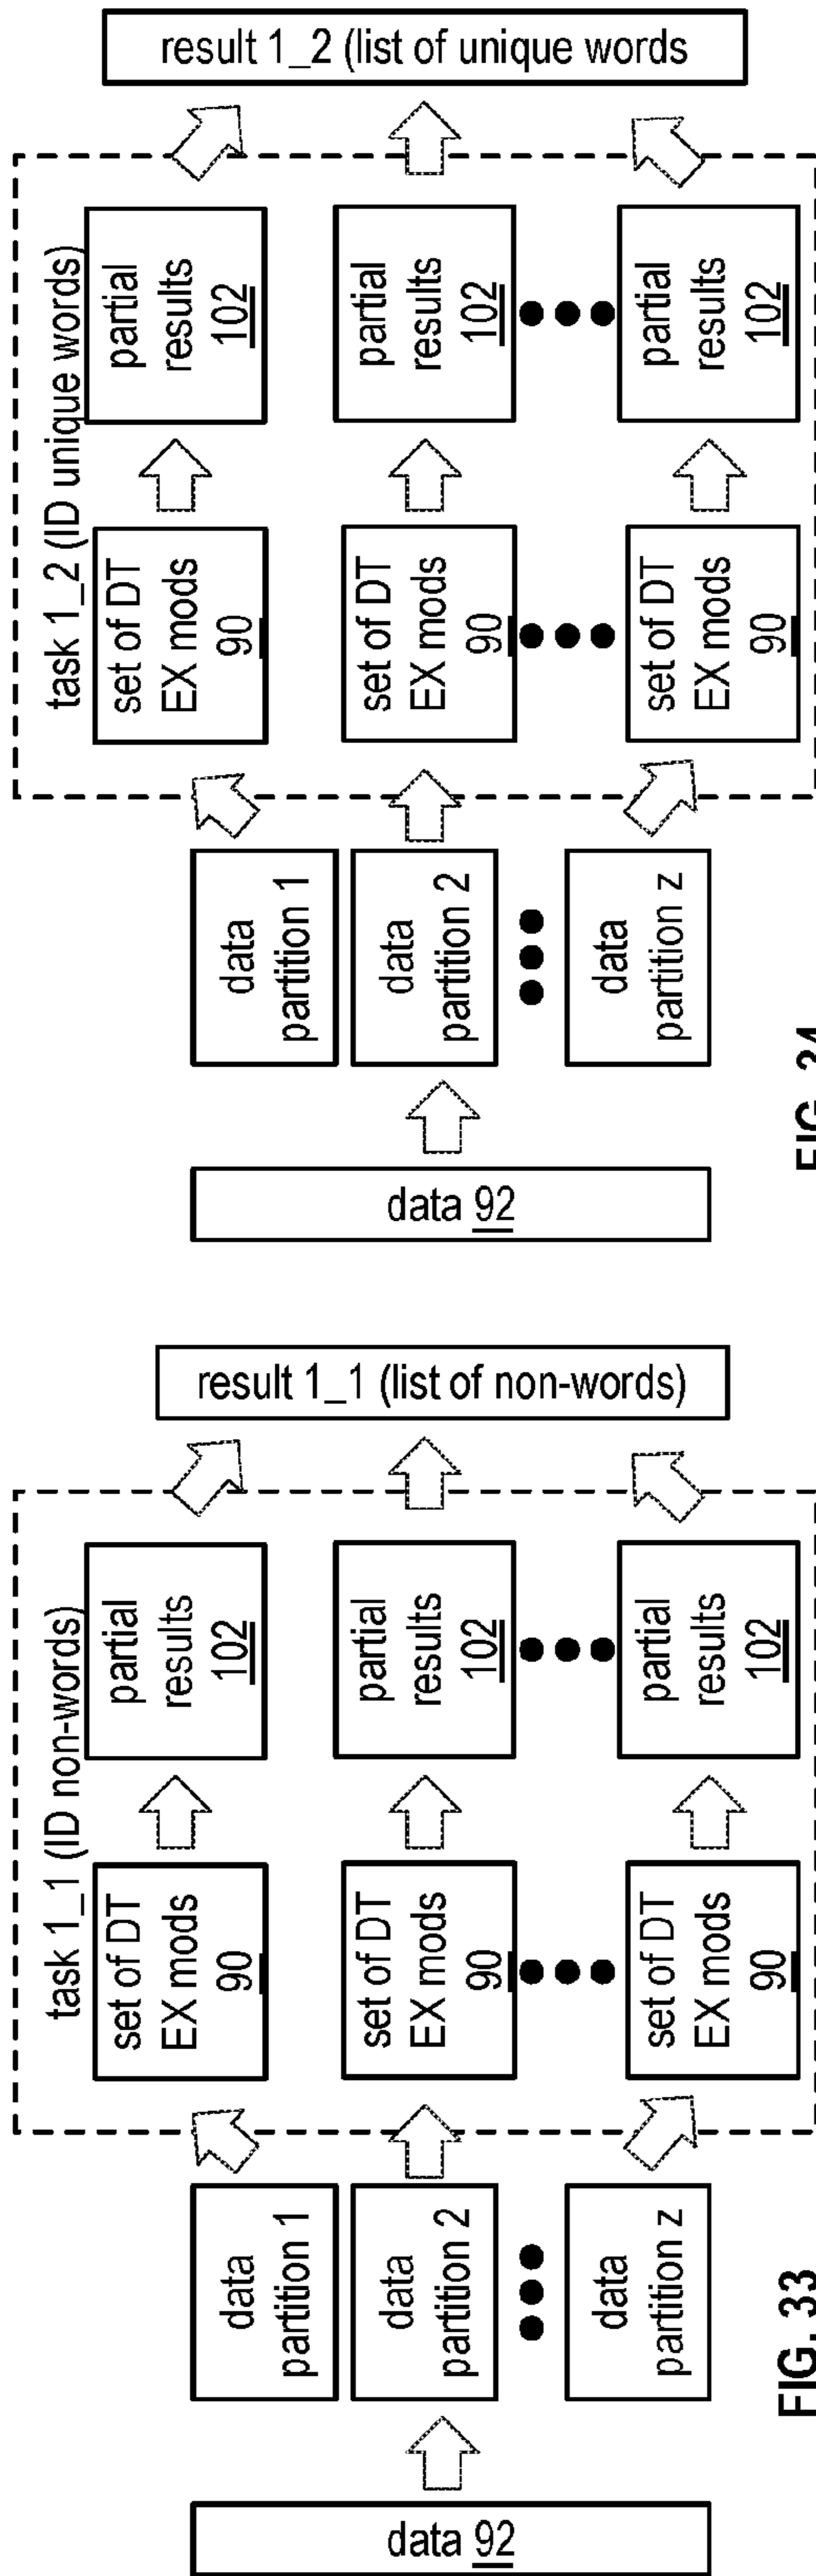 task 1_1 (ID non-words)
data 92
data
partition 1
set of DT
EX mods
90
partial
results
102
data
partition 2
set of DT
EX mods
90
partial
results
102
data
partition z
set of DT
EX mods
90
partial
results
102
result 1_1 (list of non-words)
FIG. 33
task 1_2 (ID unique words)
data 92
data
partition 1
set of DT
EX mods
90
partial
results
102
data
partition 2
set of DT
EX mods
90
partial
results
102
data
partition z
set of DT
EX mods
90
partial
results
102
result 1_2 (list of unique words
FIG. 34